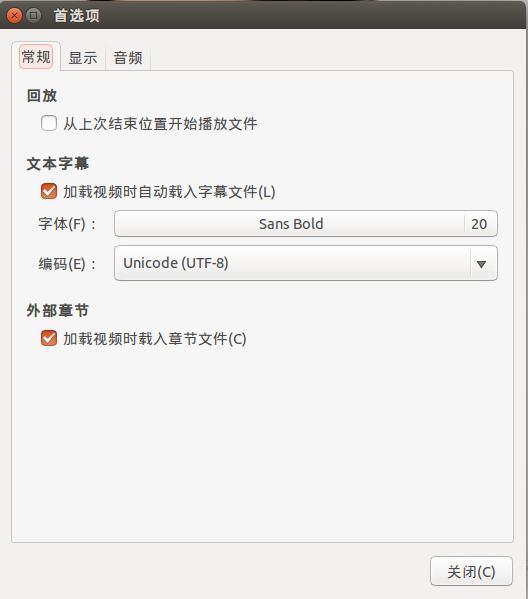 首选项
常规 显示 音频
回放
从上次结束位置开始播放文件
文本字幕
加载视频时自动载入字幕文件(L)
字体(F)： Sans Bold 20
编码(E)： Unicode (UTF-8)
外部章节
加载视频时载入章节文件(C)
关闭(C)